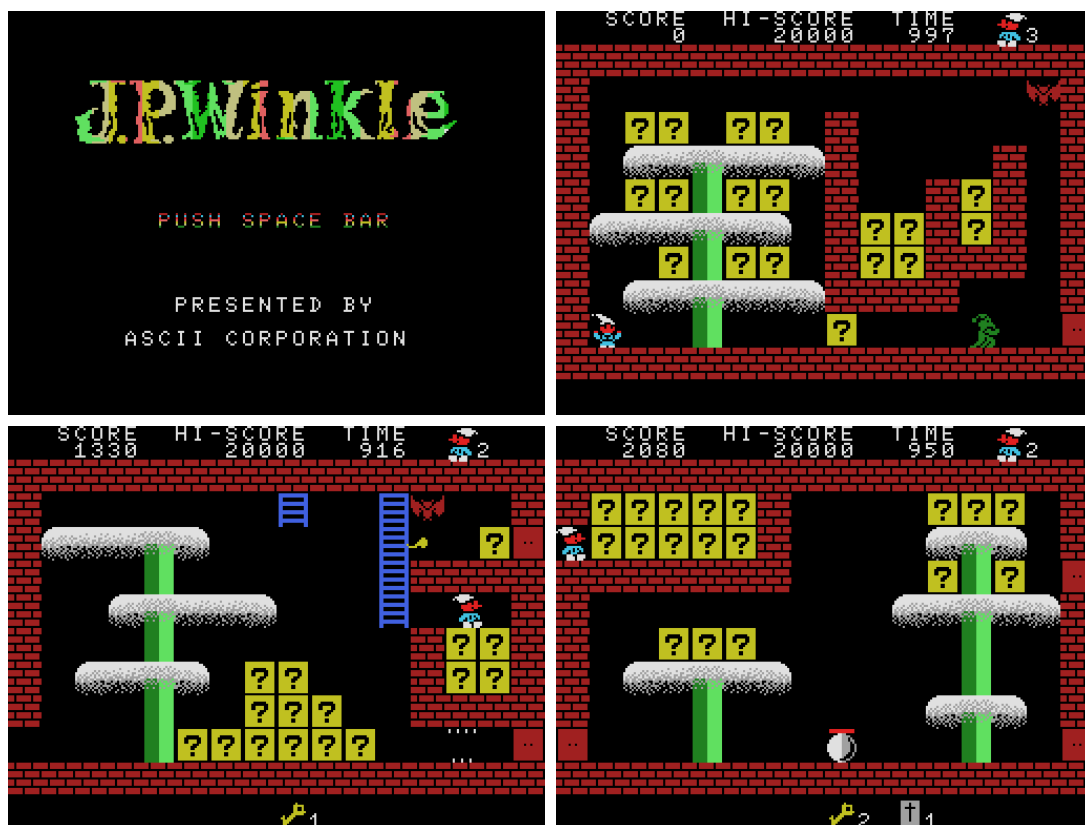 J.P.Winkle
PUSH SPACE BAR
PRESENTED BY
ASCII CORPORATION
SCORE HI-SCORE TIME
0 20000 997 3
? ? ? ?
? ? ? ? ?
? ? ?
? ? ? ? ?
?
SCORE HI-SCORE TIME
1330 20000 916 2
?
? ?
? ? ? ?
? ? ?
? ? ? ? ? ?
1
SCORE HI-SCORE TIME
2080 20000 950 2
? ? ? ? ? ? ? ?
? ? ? ? ?
? ?
? ? ?
2 1